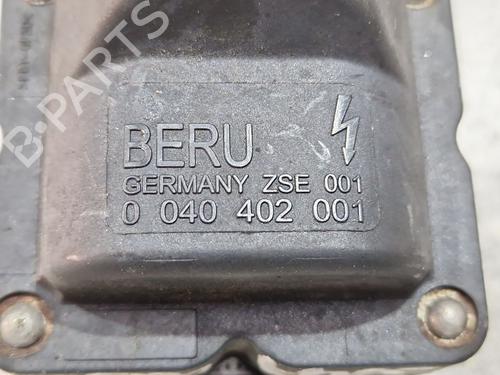 BERU
GERMANY ZSE 001
0 040 402 001
B-PARTS